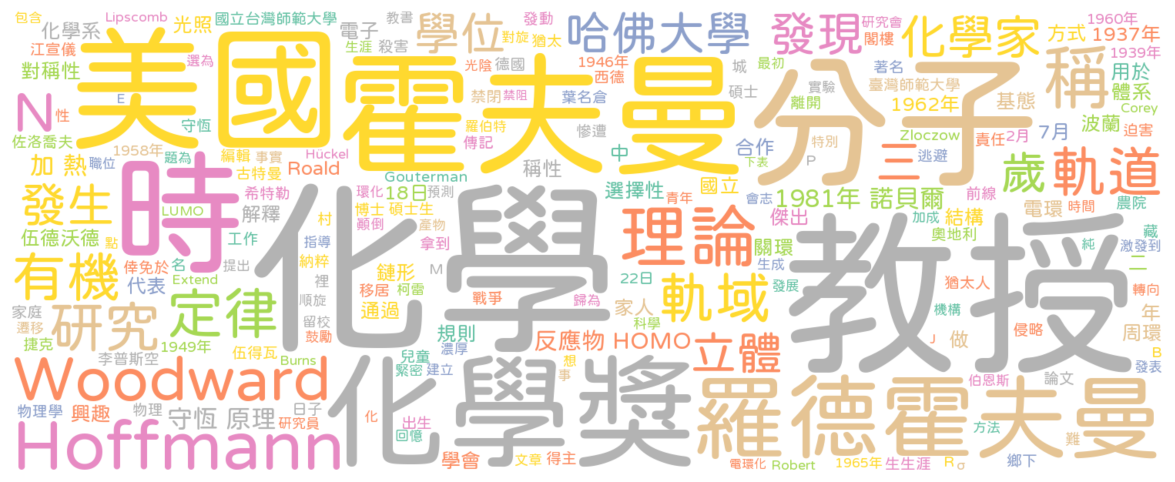 包含 Lipscomb 國立台灣師範大學 教書 發動
化學系 光照 電子 學位 對旋 猶太 哈佛大學 發現 研究會 閣樓 化學家 方式 1960年 1937年
江宣儀 選為 生涯 殺害 光陰 德國 1946年 西德 城 最初 著名 1939年
對稱性 美國 霍夫曼 分子 稱 用於 體系 Corey
N E 性 守恆 禁閉 禁阻 葉名倉 碩士 實驗 離開 臺灣師範大學 1962年 基態
佐洛喬夫 羅伯特 傳記 慘遭 Zloczow 責任 2月 7月 波蘭 迫害
1958年 題為 編輯 事實 Hückel 中 合作 下表 特別 P 三 逃避
加 熱 職位 時 古特曼 Roald Gouterman 稱性 國立 歲 軌道
希特勒 環化 18日 預測 選擇性 青年 會志 1981年 諾貝爾 前線 農院
發生 LUMO 解釋 博士 碩士生 村 顛倒 產物 理論 傑出 加成 結構 電環 時間 藏
伍德沃德 點 工作 指導 拿到 化學 關環 奧地利 教授 純 激發到
有機 倖免於 名 提出 納粹 裡 M 鏈形 22日 生成 猶太人 二 轉向
代表 Extend 移居 柯雷 軌域 發展 機構
家庭 研究 定律 順旋 留校 通過 戰爭 歸為 家人 侵略 年
遷移 捷克 1949年 鼓勵 規則 科學 J 做 周環
李普斯空 伍得瓦 Burns 兒童 濃厚 反應物 HOMO 立體 B
Woodward 化學獎 緊密 建立 想 事 伯恩斯 論文 發表
物理學 興趣 物理 日子 守恆 原理 研究員 化 出生 回憶 羅德霍夫曼
Hoffmann 學會 文章 得主 電環化 Robert 1965年 生生涯 R σ 方法 鄉下 難